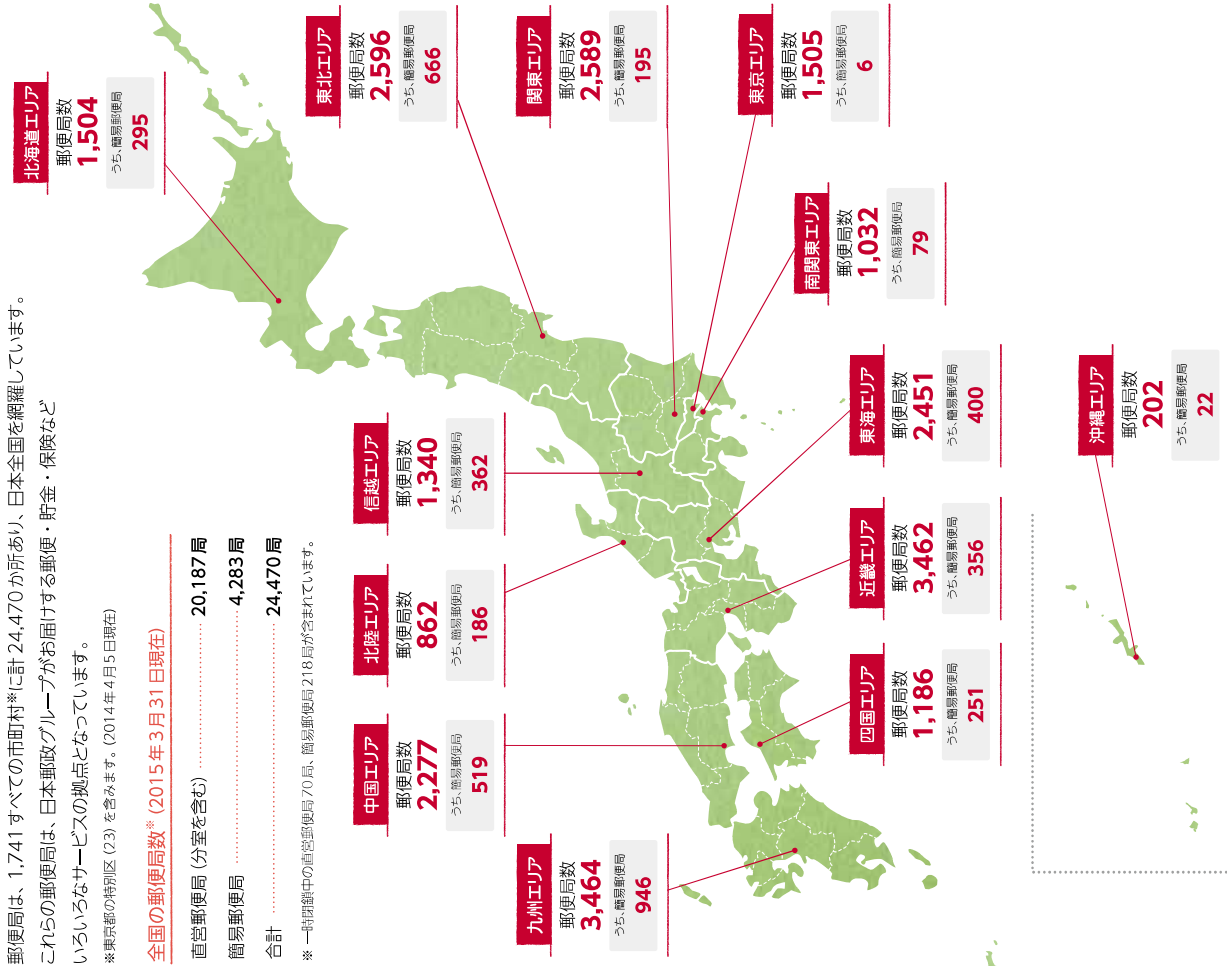 郵便局は、1,741すべての市町村※に計24,470か所あり、日本全国を網羅しています。
これらの郵便局は、日本郵政グループがお届けする郵便・貯金・保険など
いろいろなサービスの拠点となっています。
※東京都の特別区(23)を含みます。(2014年4月5日現在)
全国の郵便局数※(2015年3月31日現在)
直営郵便局(分室を含む) 20,187局
簡易郵便局 4,283局
合計 24,470局
※ 一時閉鎖中の直営郵便局70局、簡易郵便局218局が含まれています。
北海道エリア
郵便局数
1,504
うち、簡易郵便局
295
東北エリア
郵便局数
2,596
うち、簡易郵便局
666
関東エリア
郵便局数
2,589
うち、簡易郵便局
195
東京エリア
郵便局数
1,505
うち、簡易郵便局
6
南関東エリア
郵便局数
1,032
うち、簡易郵便局
79
信越エリア
郵便局数
1,340
うち、簡易郵便局
362
北陸エリア
郵便局数
862
うち、簡易郵便局
186
東海エリア
郵便局数
2,451
うち、簡易郵便局
400
近畿エリア
郵便局数
3,462
うち、簡易郵便局
356
中国エリア
郵便局数
2,277
うち、簡易郵便局
519
四国エリア
郵便局数
1,186
うち、簡易郵便局
251
九州エリア
郵便局数
3,464
うち、簡易郵便局
946
沖縄エリア
郵便局数
202
うち、簡易郵便局
22